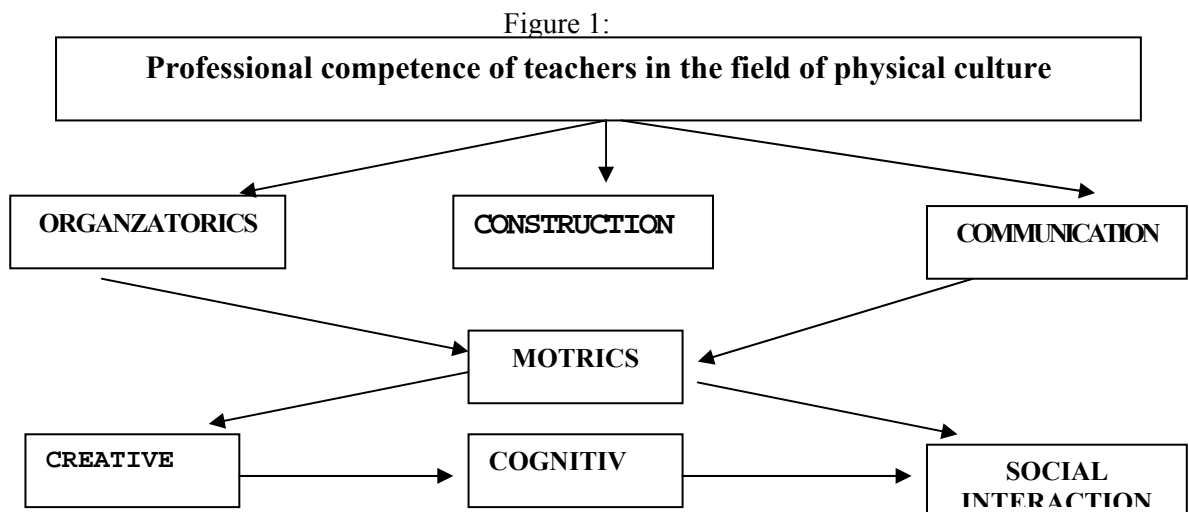 Figure 1:
Professional competence of teachers in the field of physical culture
ORGANZATORICS
CONSTRUCTION
COMMUNICATION
MOTRICS
CREATIVE
COGNITIV
SOCIAL
INTERACTION